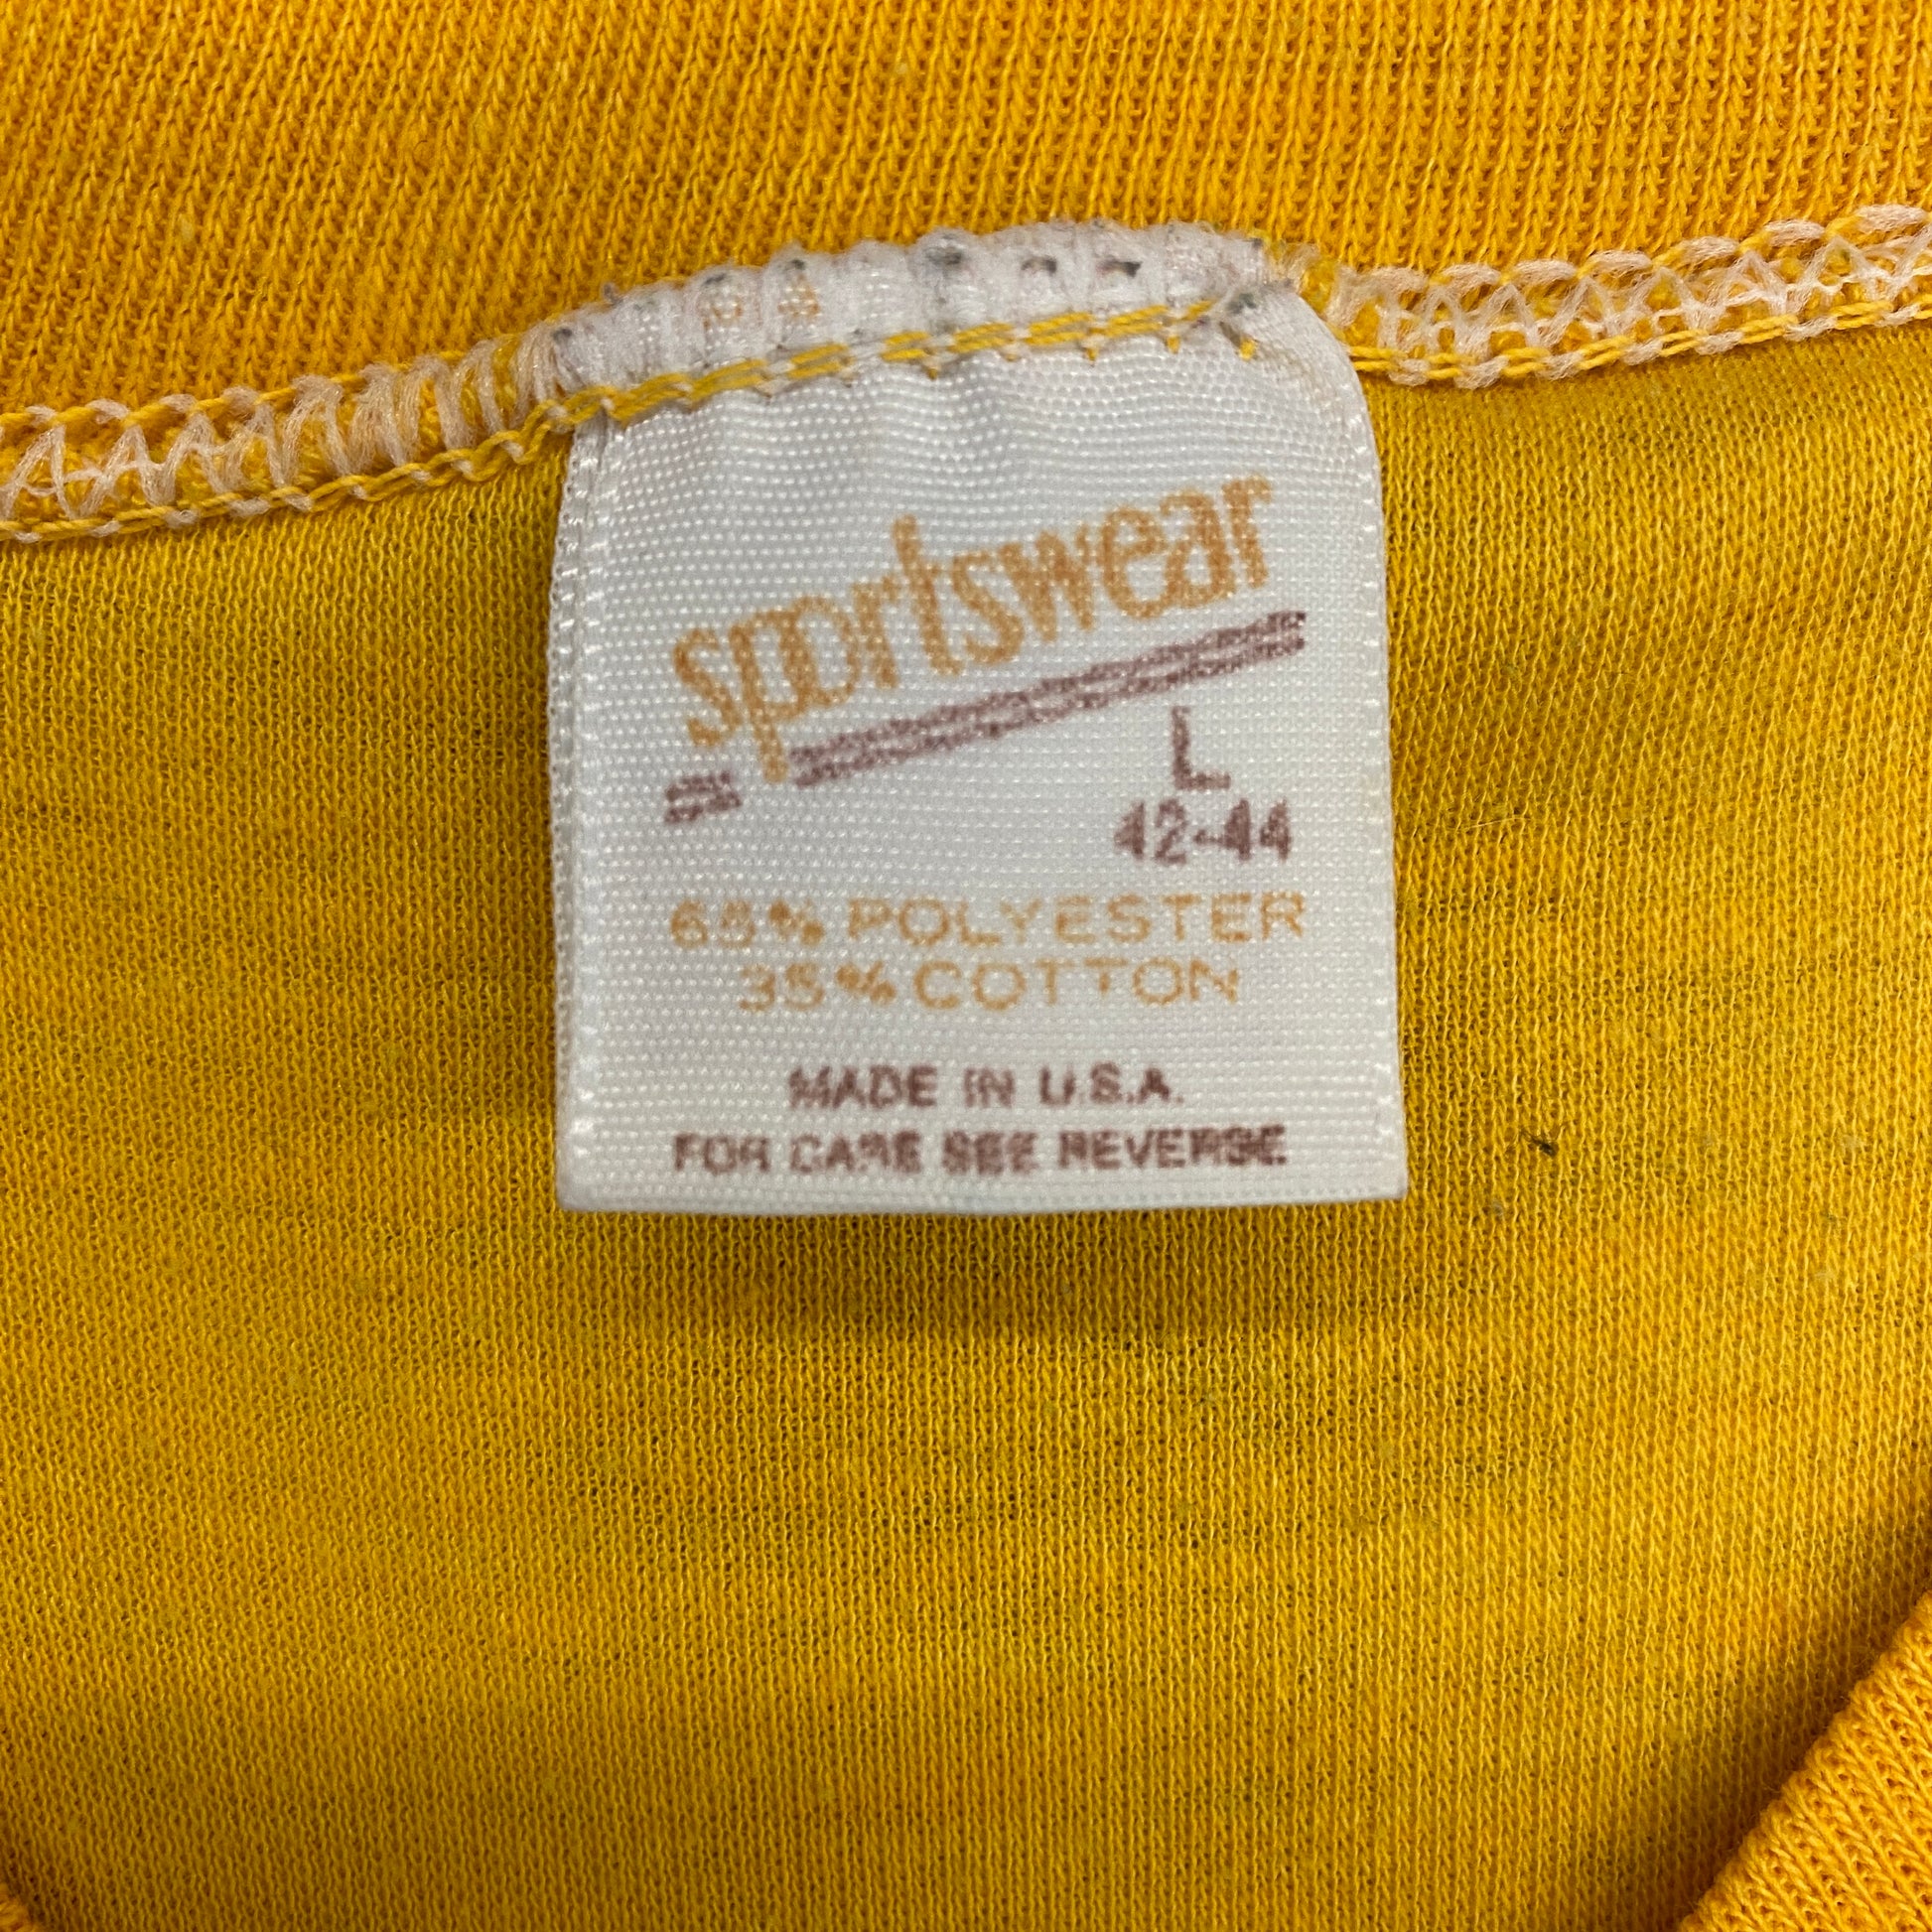 sportswear
L
42-44
65% POLYESTER
35% COTTON
MADE IN U.S.A.
FOR CARE SEE REVERSE